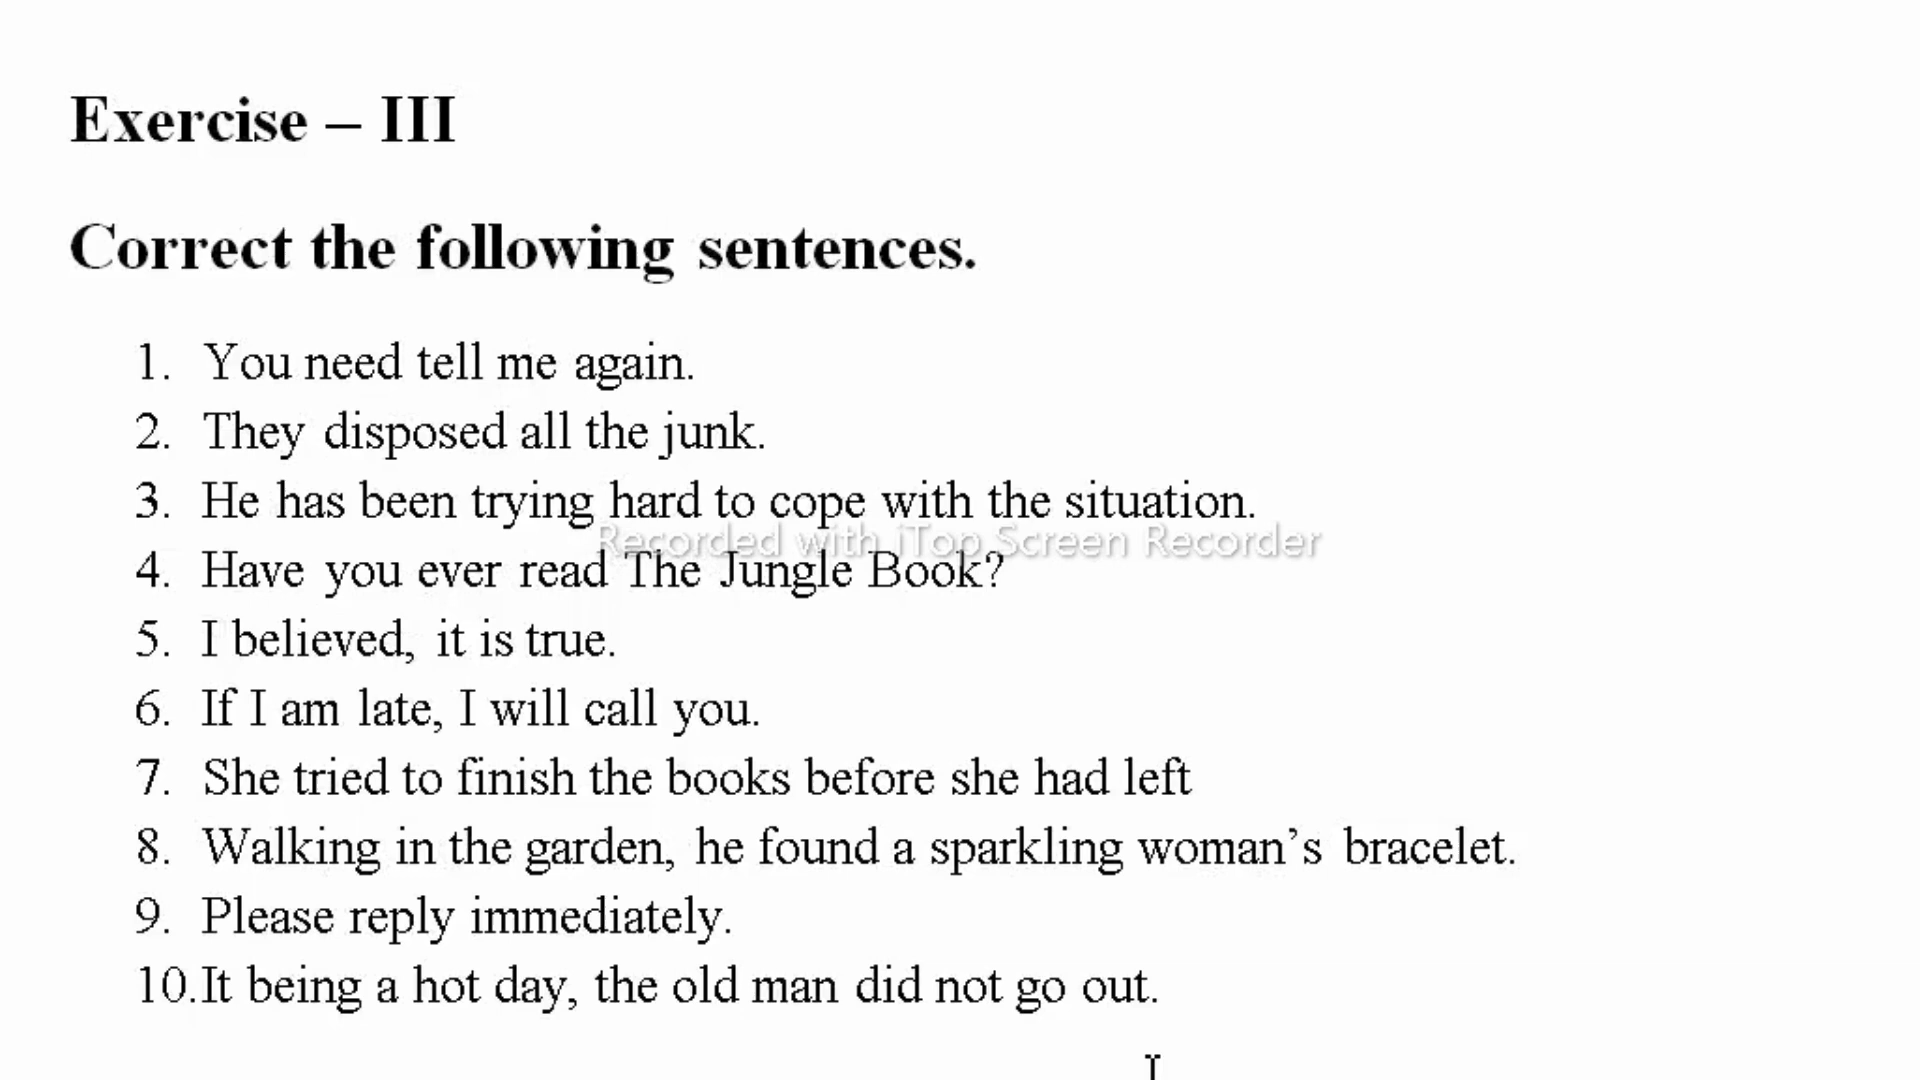 Exercise – III
Correct the following sentences.
1. You need tell me again.
2. They disposed all the junk.
3. He has been trying hard to cope with the situation.
Recorded with iTop Screen Recorder
4. Have you ever read The Jungle Book?
5. I believed, it is true.
6. If I am late, I will call you.
7. She tried to finish the books before she had left
8. Walking in the garden, he found a sparkling woman’s bracelet.
9. Please reply immediately.
10.It being a hot day, the old man did not go out.